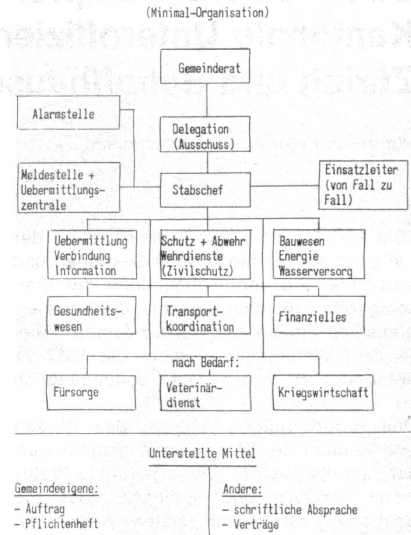 (Minimal-Organisation)
Gemeinderat
Alarmstelle
Delegation
(Ausschuss)
Meldestelle +
Uebermittlungs-
zentrale
Stabschef
Einsatzleiter
(von Fall zu
Fall)
Uebermittlung
Verbindung
Information
Schutz + Abwehr
Wehrdienste
(Zivilschutz)
Bauwesen
Energie
Wasserversorg
Gesundheits-
wesen
Transport-
koordination
Finanzielles
nach Bedarf:
Fürsorge
Veterinär-
dienst
Kriegswirtschaft
Unterstellte Mittel
Gemeindeeigene:
- Auftrag
- Pflichtenheft
Andere:
- schriftliche Absprache
- Verträge